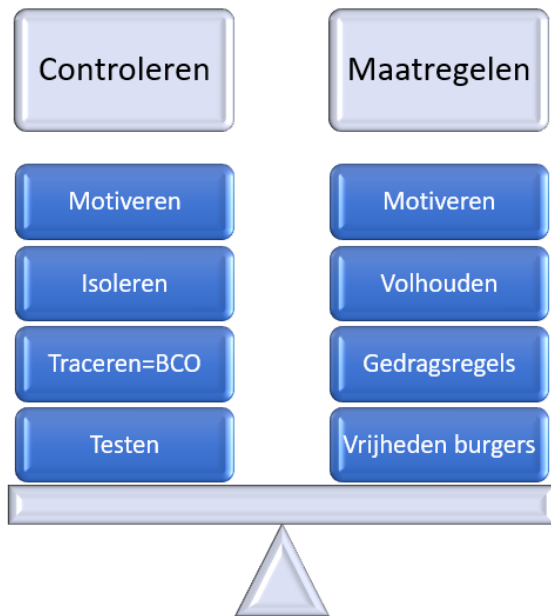 Controleren
Maatregelen
Motiveren
Motiveren
Isoleren
Volhouden
Traceren=BCO
Gedragsregels
Testen
Vrijheden burgers